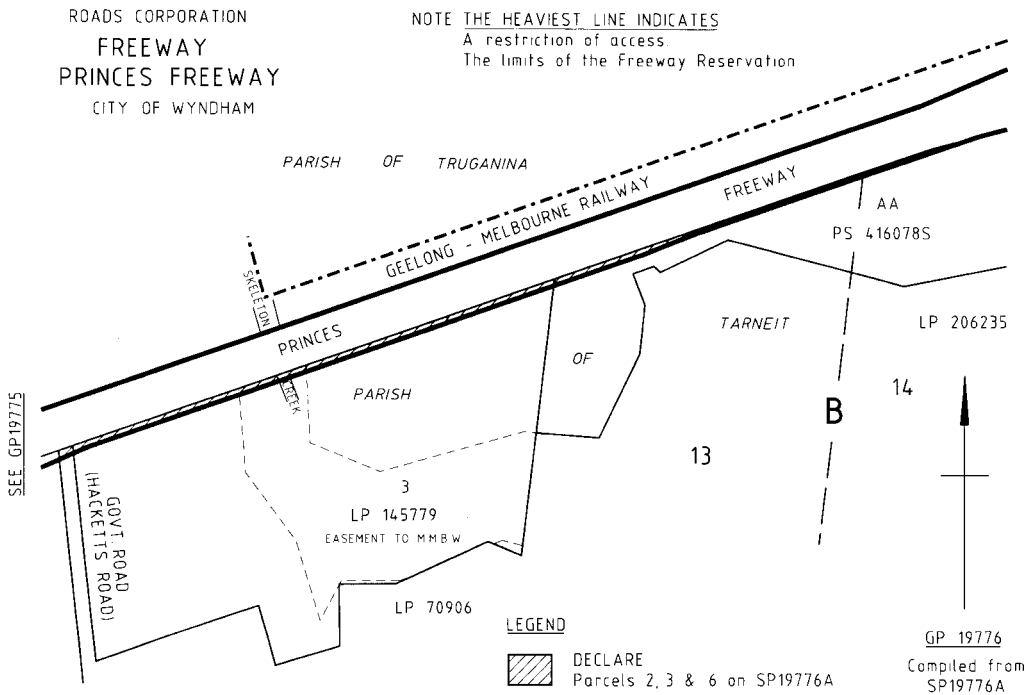 ROADS CORPORATION
FREEWAY
PRINCES FREEWAY
CITY OF WYNDHAM
NOTE THE HEAVIEST LINE INDICATES
A restriction of access.
The limits of the Freeway Reservation
PARISH OF TRUGANINA
GEELONG - MELBOURNE RAILWAY
FREEWAY
AA
PS 416078S
SKELETON
PRINCES
TARNEIT
LP 206235
OF
CREEK
PARISH
14
B
SEE GP19775
13
GOVT. ROAD
(HACKETTS ROAD)
3
LP 145779
EASEMENT TO MMBW
LP 70906
LEGEND
DECLARE
Parcels 2, 3 & 6 on SP19776A
GP 19776
Compiled from
SP19776A